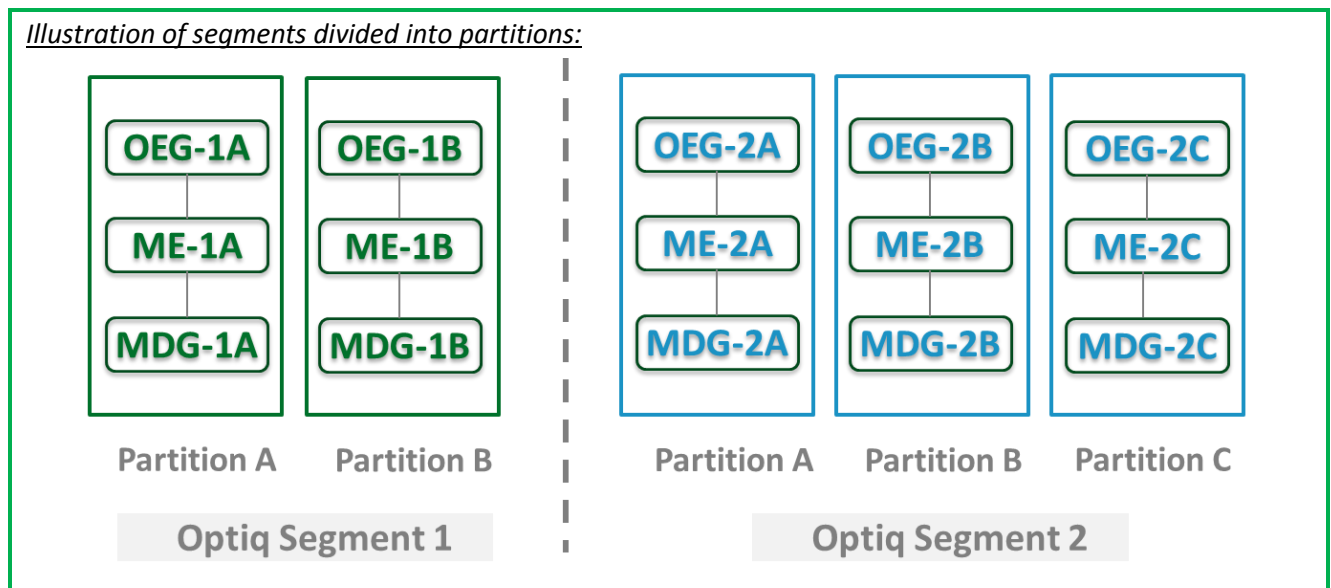 Illustration of segments divided into partitions:
OEG-1A
OEG-1B
OEG-2A
OEG-2B
OEG-2C
ME-1A
ME-1B
ME-2A
ME-2B
ME-2C
MDG-1A
MDG-1B
MDG-2A
MDG-2B
MDG-2C
Partition A
Partition B
Partition A
Partition B
Partition C
Optiq Segment 1
Optiq Segment 2